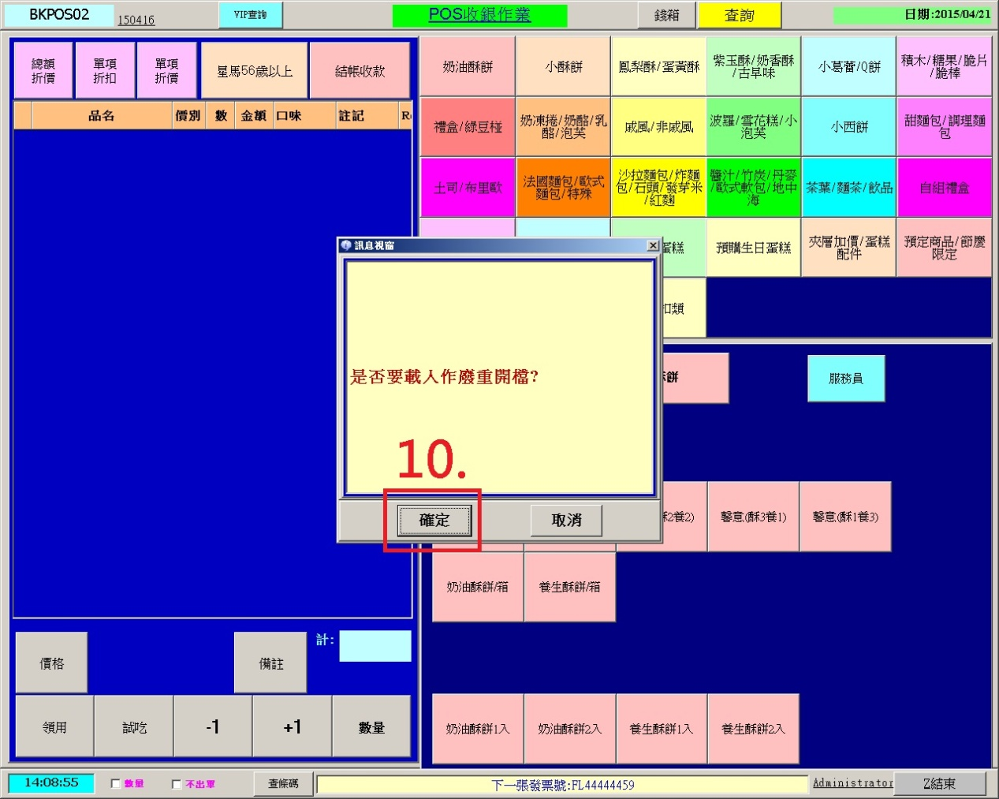 BKPOS02
150416
VIP查詢
POS收銀作業
錢箱
查詢
日期:2015/04/21
總額
折價
單項
折扣
單項
折價
星馬56歲以上
結帳收款
品名
價別
數
金額
口味
註記
奶油酥餅
小酥餅
鳳梨酥/蛋黃酥
紫玉酥/奶香酥
/古早味
小葛蕾/Q餅
積木/糖果/脆片
/脆棒
禮盒/綠豆椪
奶凍捲/奶酪/乳
酪/泡芙
戚風/非戚風
波羅/雪花糕/小
泡芙
小西餅
甜麵包/調理麵
包
土司/布里歐
法國麵包/歐式
麵包/特殊
沙拉麵包/炸麵
包/石頭/發芽米
/紅麴
醬汁/竹炭/丹麥
/歐式軟包/地中
海
茶葉/麵茶/飲品
自組禮盒
蛋糕
預購生日蛋糕
夾層加價/蛋糕
配件
預定商品/節慶
限定
扣類
訊息視窗
是否要載入作廢重開檔?
10.
確定
取消
餅
服務員
酥2養2)
馨意(酥3養1)
馨意(酥1養3)
奶油酥餅/箱
養生酥餅/箱
價格
備註
計:
領用
試吃
-1
+1
數量
奶油酥餅1入
奶油酥餅2入
養生酥餅1入
養生酥餅2入
14:08:55
數量
不出單
查條碼
下一張發票號:FL44444459
Administrator
Z結束